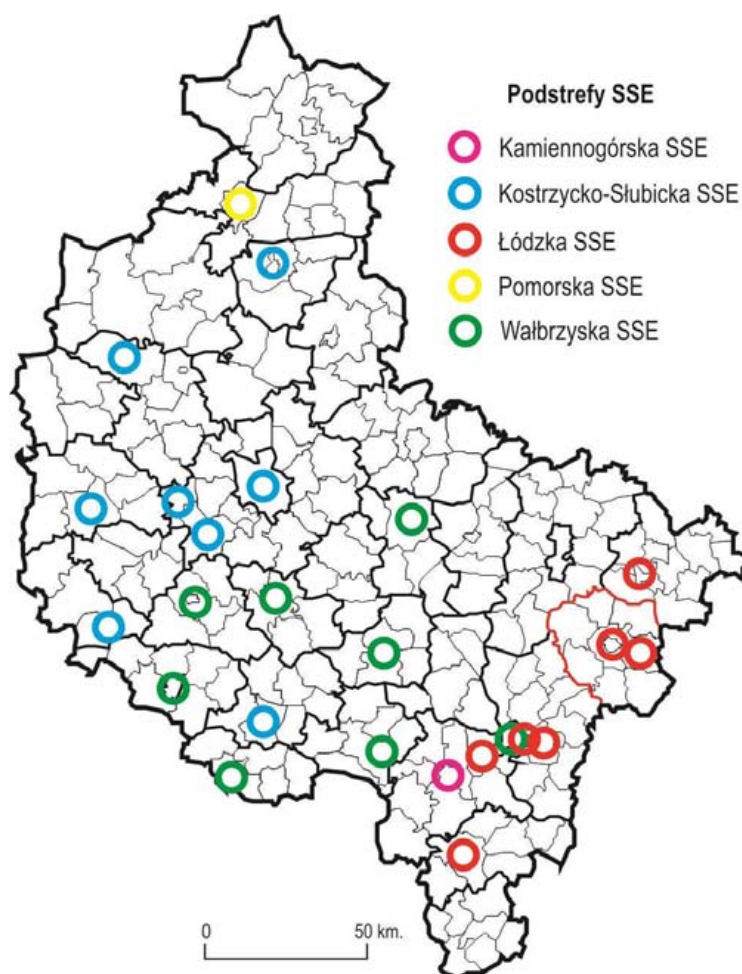 Podstrefy SSE
Kamiennogórska SSE
Kostrzycko-Słubicka SSE
Łódzka SSE
Pomorska SSE
Wałbrzyska SSE
0 50 km.